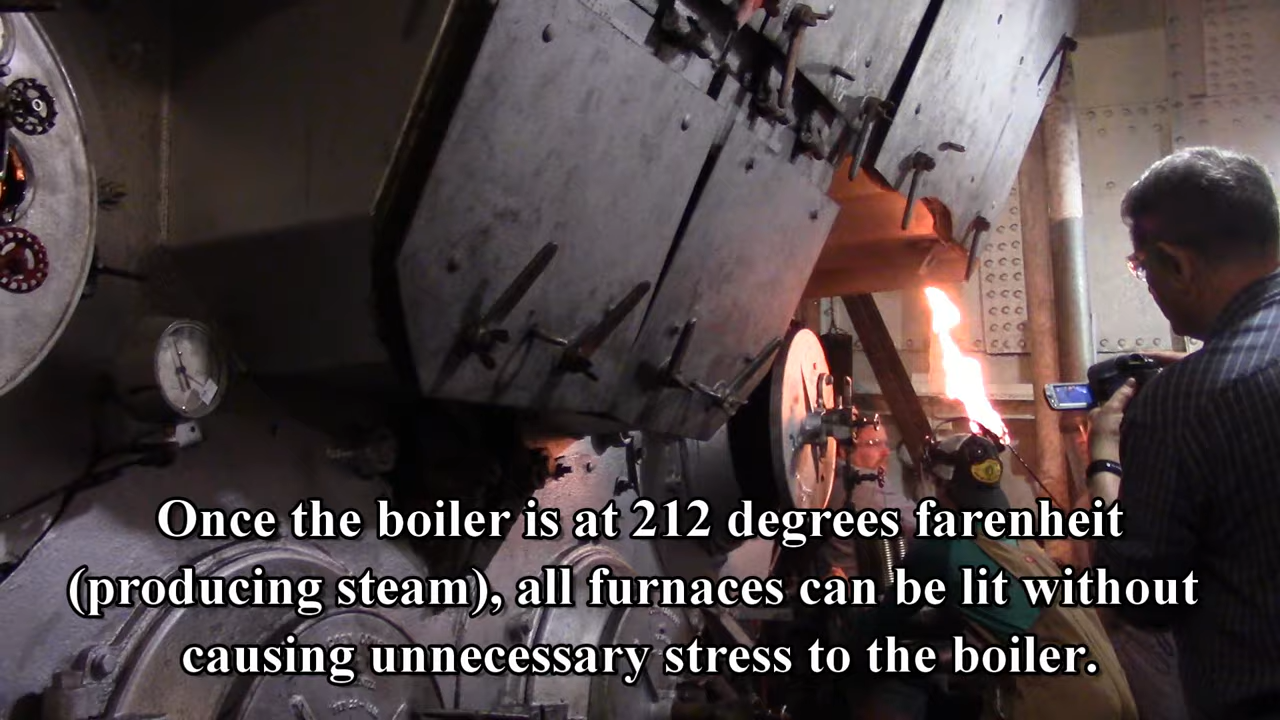 Once the boiler is at 212 degrees farenheit
(producing steam), all furnaces can be lit without
causing unnecessary stress to the boiler.